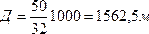 Д = 50/32 1000 = 1562,5.м